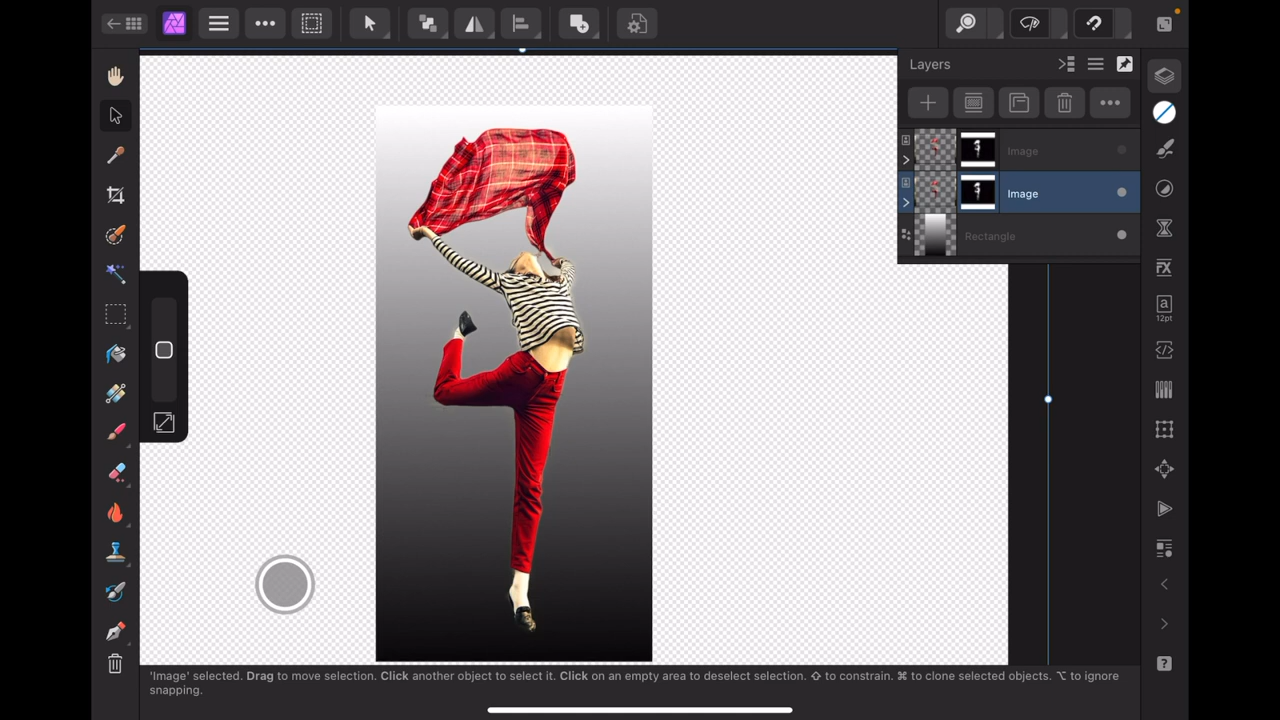 Layers
Image
Image
Rectangle
FX
a
12pt
'Image' selected. Drag to move selection. Click another object to select it. Click on an empty area to deselect selection. ⇧ to constrain. ⌘ to clone selected objects. ⌥ to ignore
snapping.
?